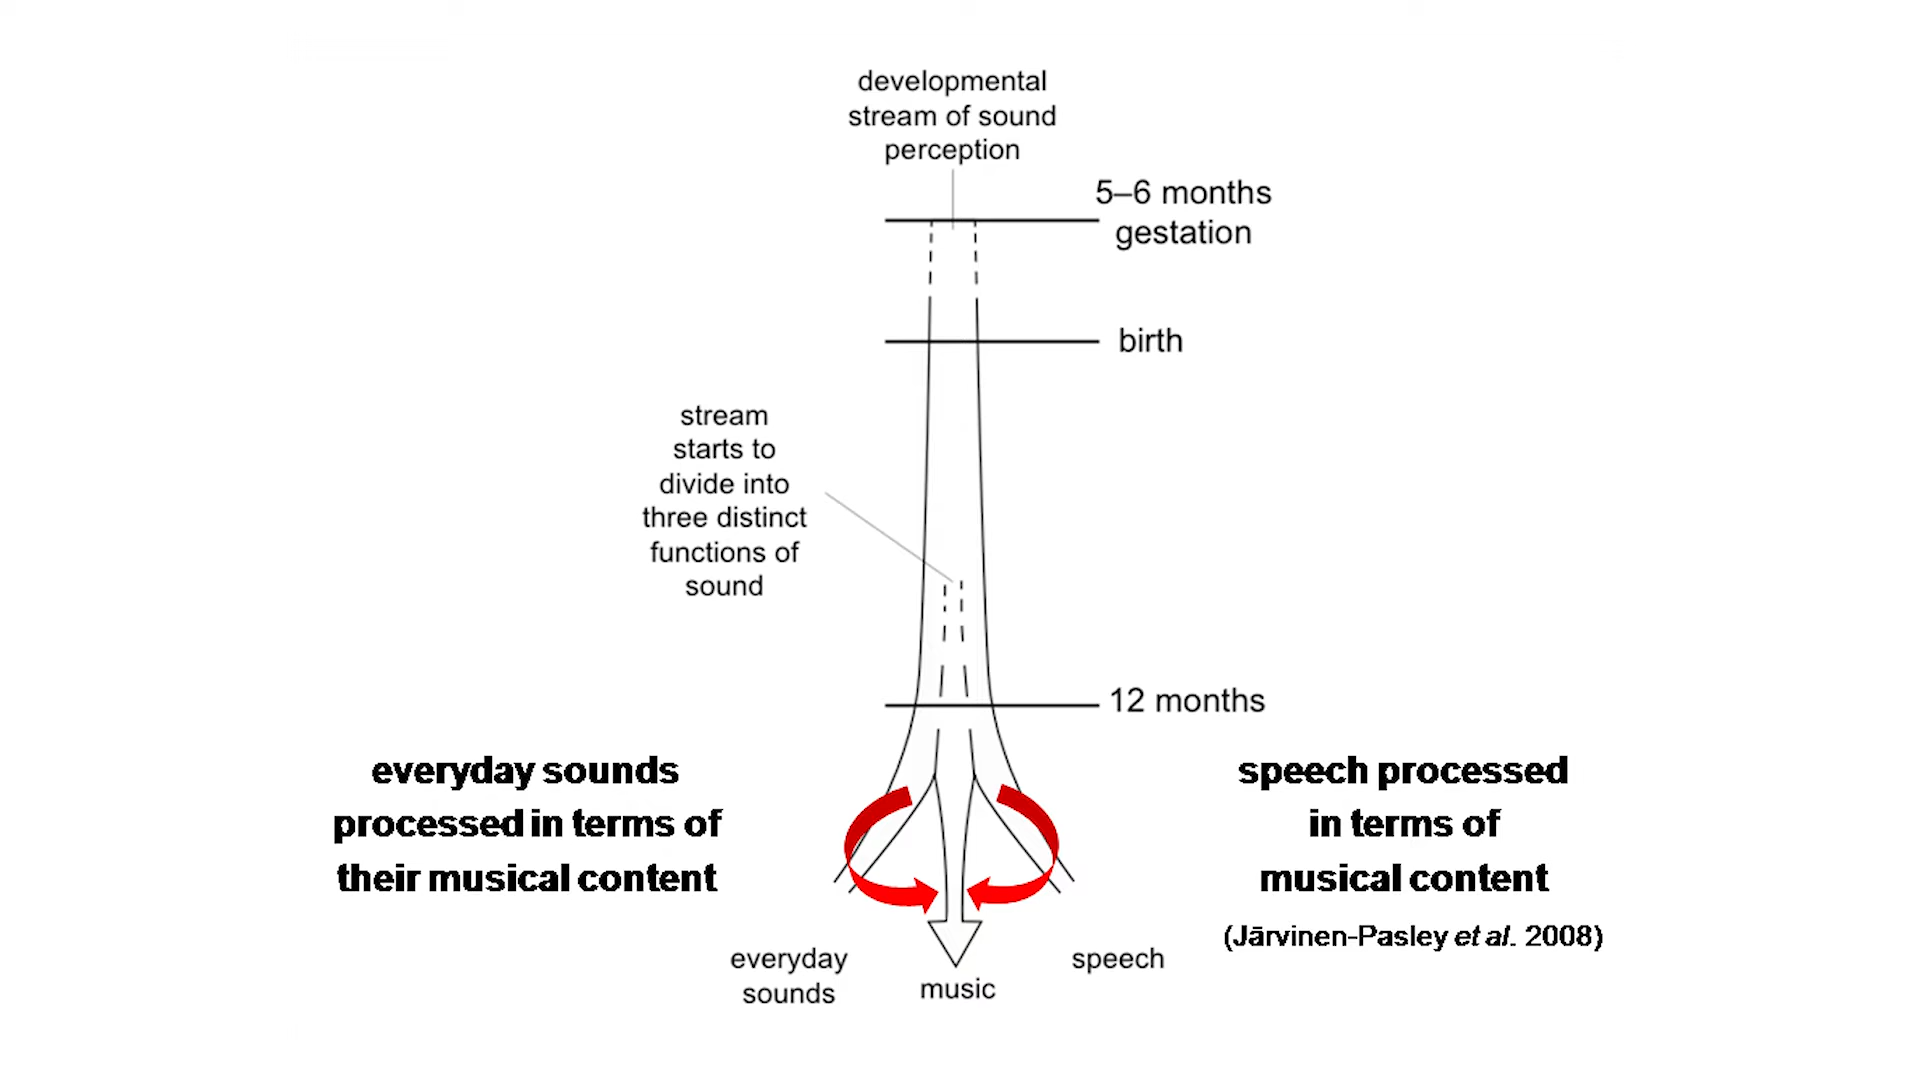 developmental
stream of sound
perception
5–6 months
gestation
birth
stream
starts to
divide into
three distinct
functions of
sound
12 months
everyday sounds
processed in terms of
their musical content
speech processed
in terms of
musical content
(Järvinen-Pasley et al. 2008)
everyday
sounds
music
speech